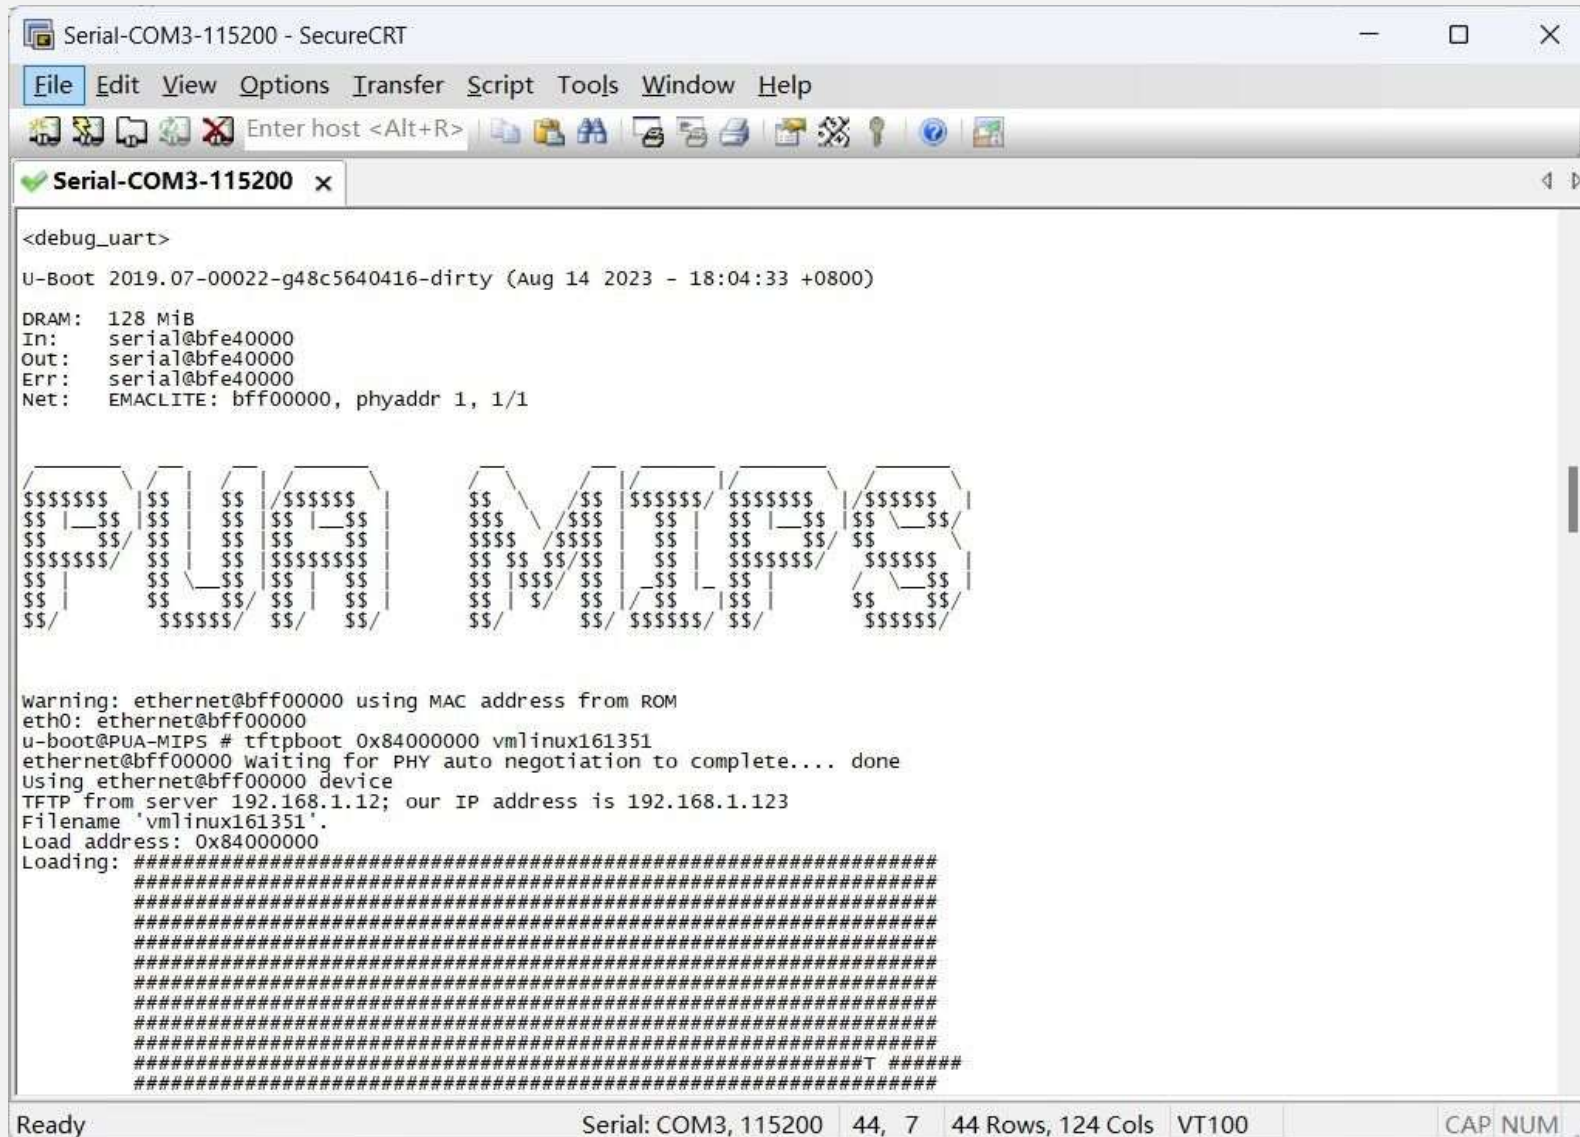 Serial-COM3-115200 - SecureCRT
File Edit View Options Transfer Script Tools Window Help
Enter host <Alt+R>
Serial-COM3-115200
<debug_uart>
U-Boot 2019.07-00022-g48c5640416-dirty (Aug 14 2023 - 18:04:33 +0800)
DRAM: 128 MiB
In: serial@bfe40000
Out: serial@bfe40000
Err: serial@bfe40000
Net: EMACLITE: bff00000, phyaddr 1, 1/1
PUA MIPS
Warning: ethernet@bff00000 using MAC address from ROM
eth0: ethernet@bff00000
u-boot@PUA-MIPS # tftpboot 0x84000000 vmlinux161351
ethernet@bff00000 Waiting for PHY auto negotiation to complete.... done
Using ethernet@bff00000 device
TFTP from server 192.168.1.12; our IP address is 192.168.1.123
Filename 'vmlinux161351'.
Load address: 0x84000000
Loading: #################################################################
#################################################################
#################################################################
#################################################################
#################################################################
#################################################################
#################################################################
#################################################################
#################################################################
#################################################################
###########################################################T ######
#################################################################
Ready Serial: COM3, 115200 44, 7 44 Rows, 124 Cols VT100 CAP NUM